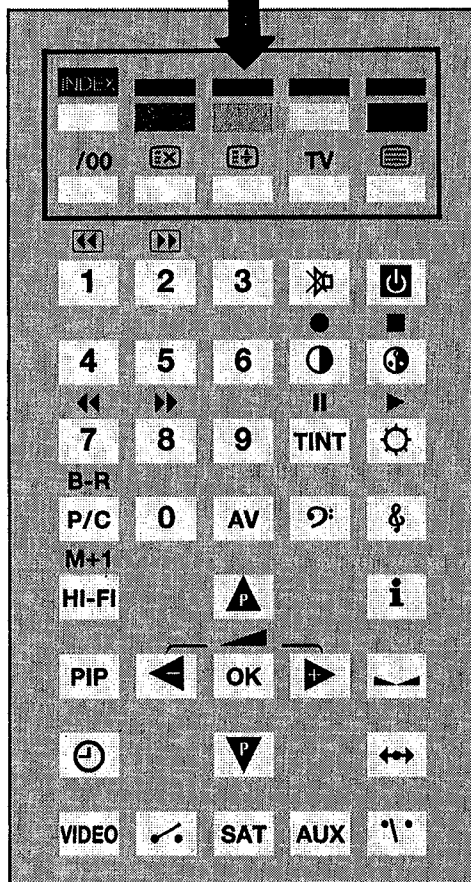 INDEX
/00 TV
1 2 3
4 5 6
7 8 9 TINT
B-R
P/C 0 AV
M+1
HI-FI P i
PIP - OK +
P
VIDEO SAT AUX